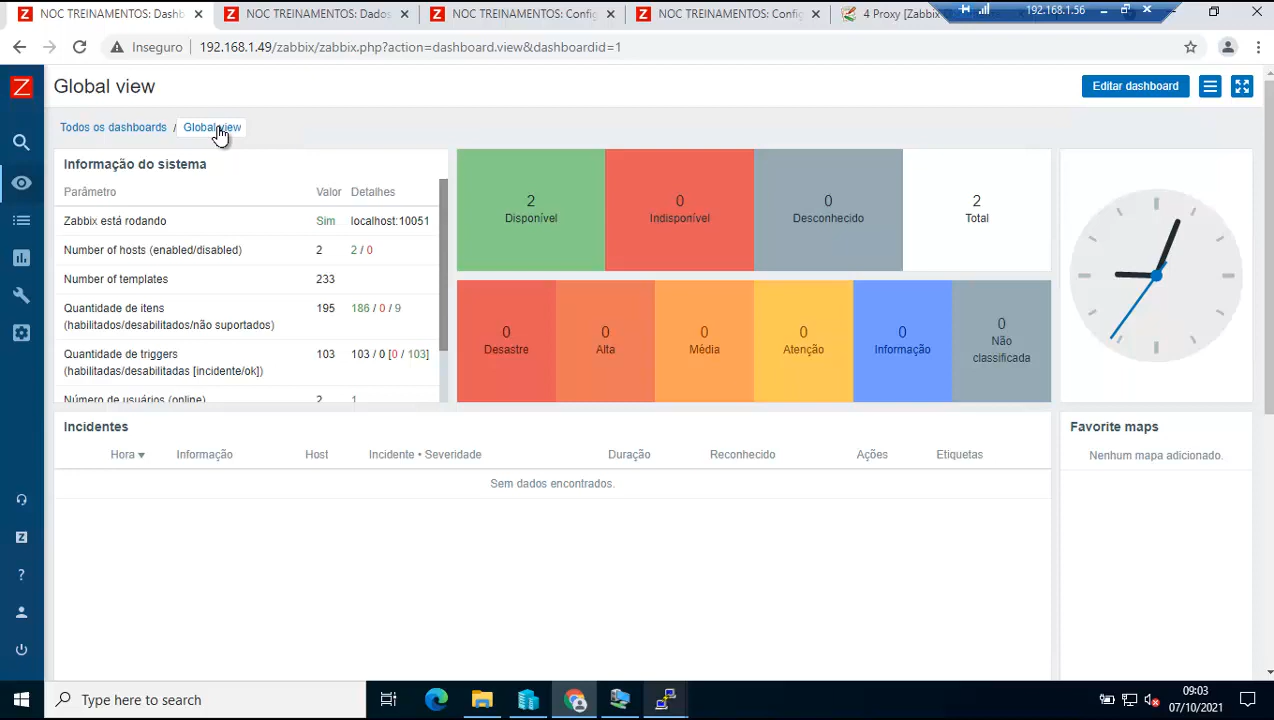 NOC TREINAMENTOS: Dashb
NOC TREINAMENTOS: Dados
NOC TREINAMENTOS: Config
NOC TREINAMENTOS: Config
4 Proxy [Zabbix
192.168.1.56
Inseguro
192.168.1.49/zabbix/zabbix.php?action=dashboard.view&dashboardid=1
Z
Global view
Editar dashboard
Todos os dashboards / Global view
Informação do sistema
Parâmetro Valor Detalhes
Zabbix está rodando Sim localhost:10051
Number of hosts (enabled/disabled) 2 2 / 0
Number of templates 233
Quantidade de itens 195 186 / 0 / 9
(habilitados/desabilitados/não suportados)
Quantidade de triggers 103 103 / 0 [0 / 103]
(habilitadas/desabilitadas [incidente/ok])
Número de usuários (online) 2 1
2
Disponível
0
Indisponível
0
Desconhecido
2
Total
0
Desastre
0
Alta
0
Média
0
Atenção
0
Informação
0
Não
classificada
Incidentes
Hora Informação Host Incidente • Severidade Duração Reconhecido Ações Etiquetas
Sem dados encontrados.
Favorite maps
Nenhum mapa adicionado.
Z
?
Type here to search
09:03
07/10/2021